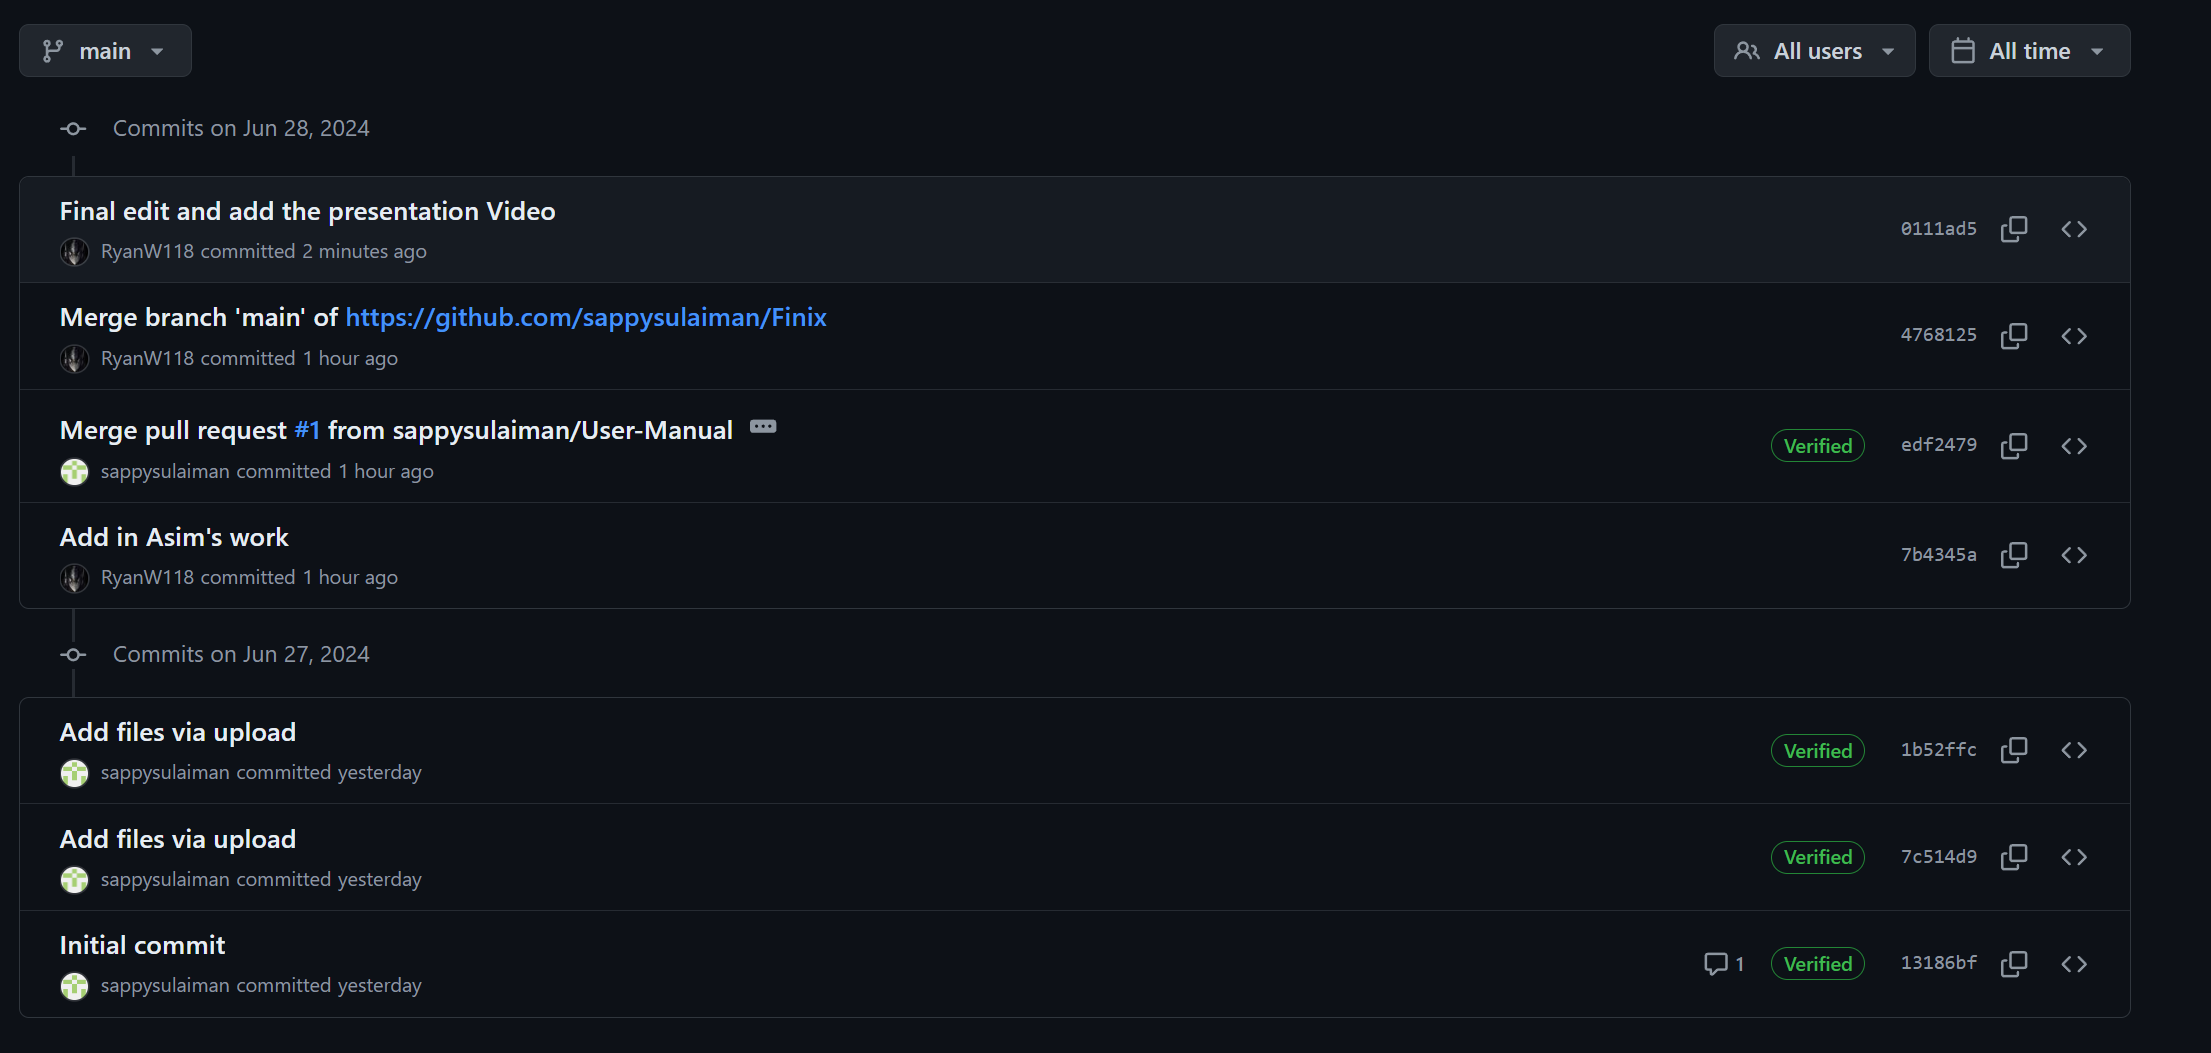 main
All users
All time
Commits on Jun 28, 2024
Final edit and add the presentation Video
RyanW118 committed 2 minutes ago
0111ad5
Merge branch 'main' of https://github.com/sappysulaiman/Finix
RyanW118 committed 1 hour ago
4768125
Merge pull request #1 from sappysulaiman/User-Manual
sappysulaiman committed 1 hour ago
Verified
edf2479
Add in Asim's work
RyanW118 committed 1 hour ago
7b4345a
Commits on Jun 27, 2024
Add files via upload
sappysulaiman committed yesterday
Verified
1b52ffc
Add files via upload
sappysulaiman committed yesterday
Verified
7c514d9
Initial commit
sappysulaiman committed yesterday
1
Verified
13186bf